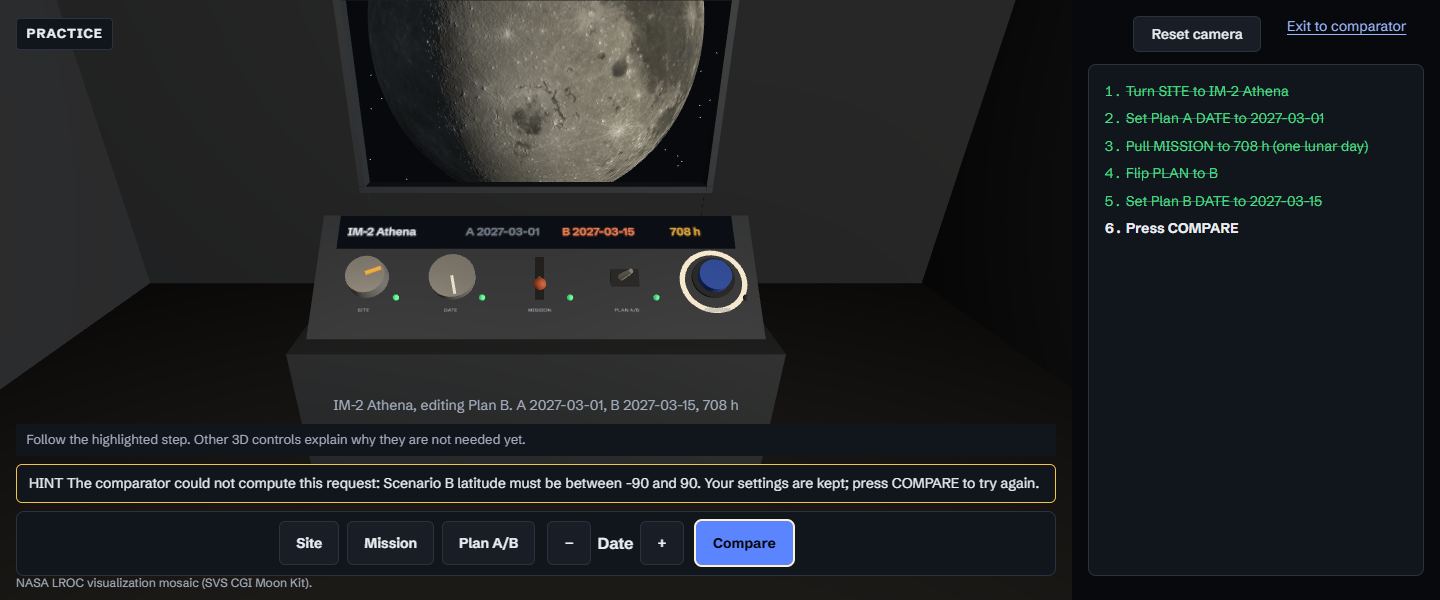 PRACTICE
Reset camera
Exit to comparator
1. Turn SITE to IM-2 Athena
2. Set Plan A DATE to 2027-03-01
3. Pull MISSION to 708 h (one lunar day)
4. Flip PLAN to B
5. Set Plan B DATE to 2027-03-15
6. Press COMPARE
IM-2 Athena A 2027-03-01 B 2027-03-15 708 h
SITE DATE MISSION PLAN A/B
IM-2 Athena, editing Plan B. A 2027-03-01, B 2027-03-15, 708 h
Follow the highlighted step. Other 3D controls explain why they are not needed yet.
HINT The comparator could not compute this request: Scenario B latitude must be between -90 and 90. Your settings are kept; press COMPARE to try again.
Site Mission Plan A/B − Date + Compare
NASA LROC visualization mosaic (SVS CGI Moon Kit).